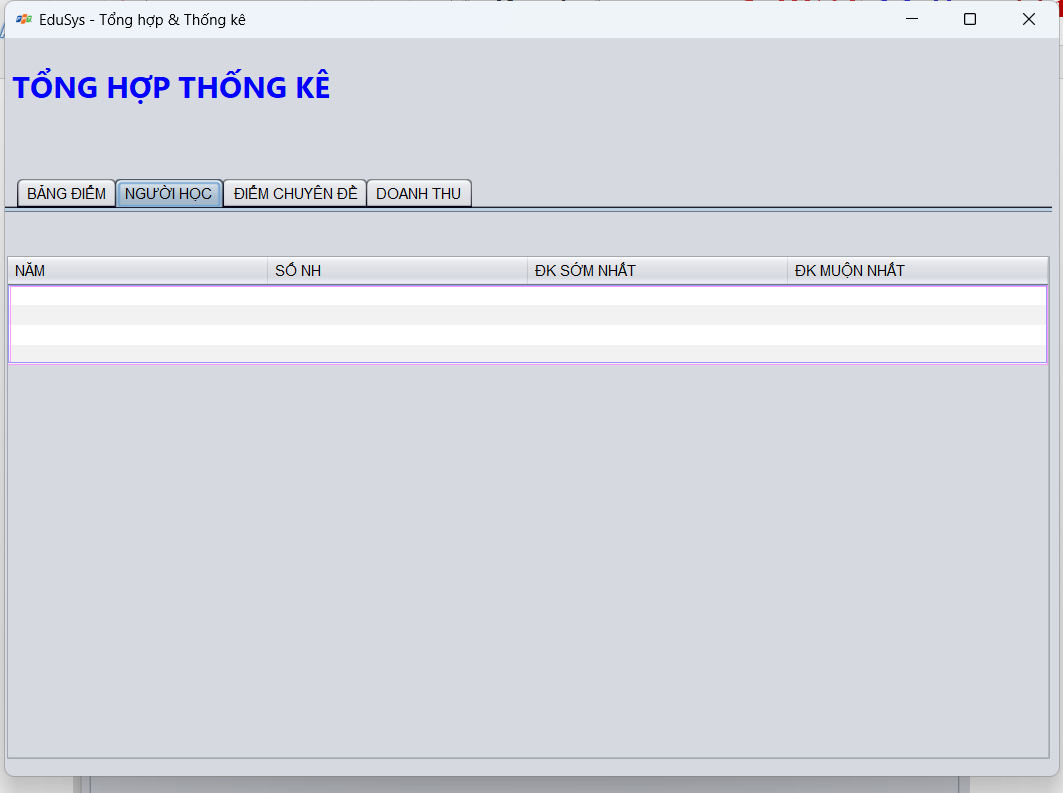 EduSys - Tổng hợp & Thống kê
TỔNG HỢP THỐNG KÊ
BẢNG ĐIỂM NGƯỜI HỌC ĐIỂM CHUYÊN ĐỀ DOANH THU
NĂM SỐ NH ĐK SỚM NHẤT ĐK MUỘN NHẤT